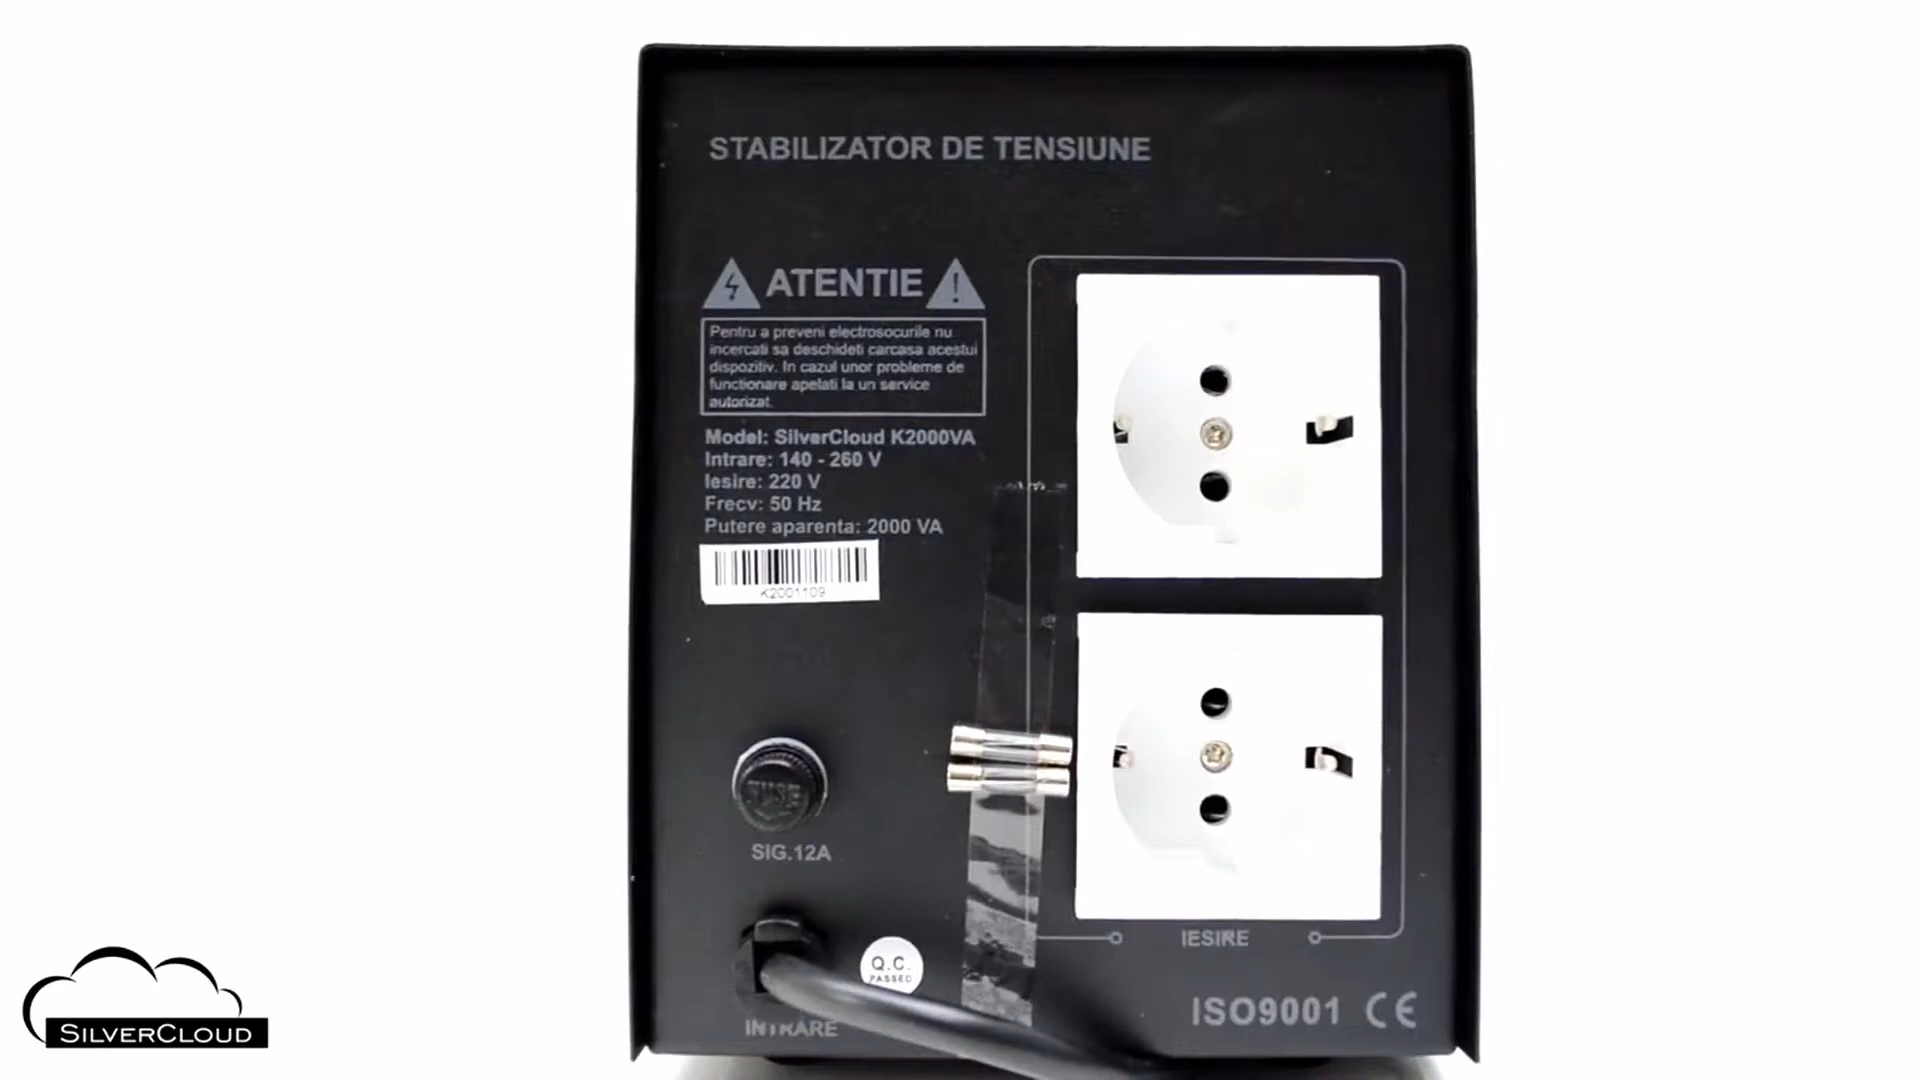 STABILIZATOR DE TENSIUNE
ATENTIE
Pentru a preveni electrosocurile nu
incercati sa deschideti carcasa acestui
dispozitiv. In cazul unor probleme de
functionare apelati la un service
autorizat.
Model: SilverCloud K2000VA
Intrare: 140 - 260 V
Iesire: 220 V
Frecv: 50 Hz
Putere aparenta: 2000 VA
K2001109
FUSE
SIG.12A
Q.C.
PASSED
INTRARE
IESIRE
ISO9001 CE
SILVERCLOUD